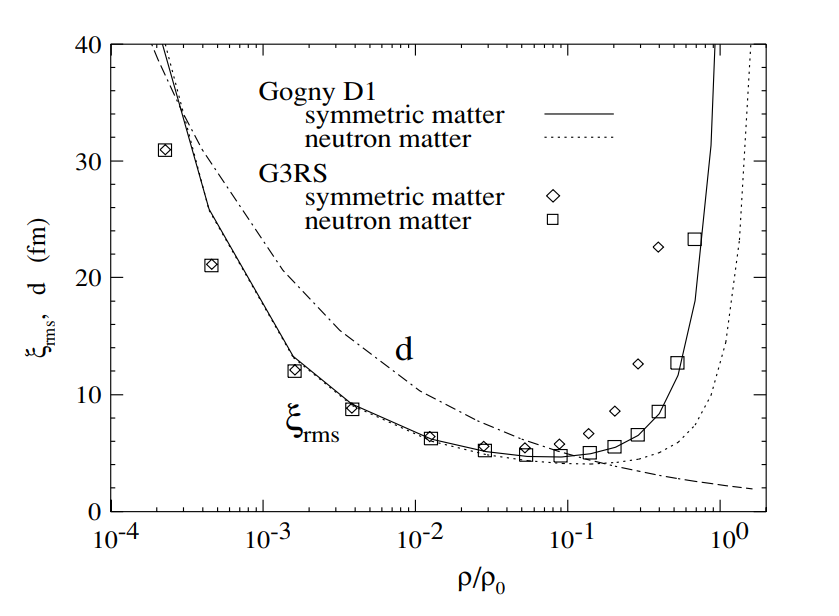 40
30
20
10
0
ξrms, d (fm)
Gogny D1
symmetric matter
neutron matter
G3RS
symmetric matter
neutron matter
d
ξrms
10-4 10-3 10-2 10-1 100
ρ/ρ0